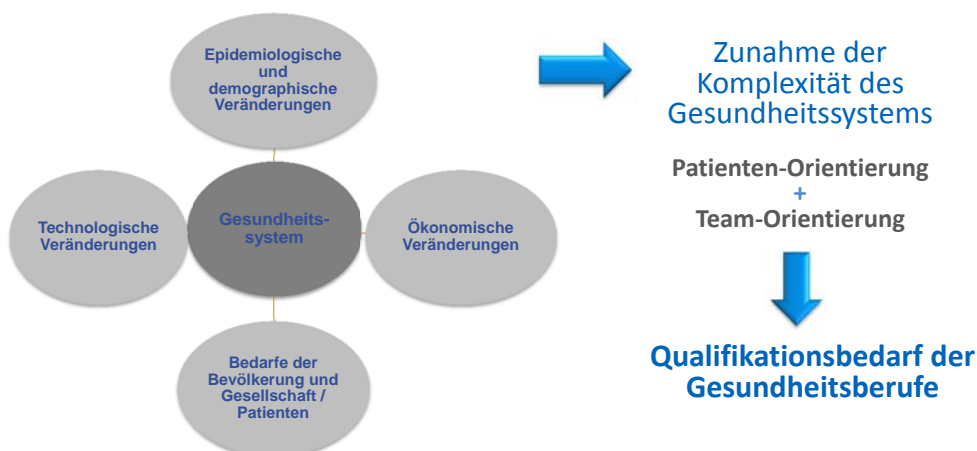 Epidemiologische
und
demographische
Veränderungen
Technologische
Veränderungen
Gesundheits-
system
Ökonomische
Veränderungen
Bedarfe der
Bevölkerung und
Gesellschaft /
Patienten
Zunahme der
Komplexität des
Gesundheitssystems
Patienten-Orientierung
+
Team-Orientierung
Qualifikationsbedarf der
Gesundheitsberufe